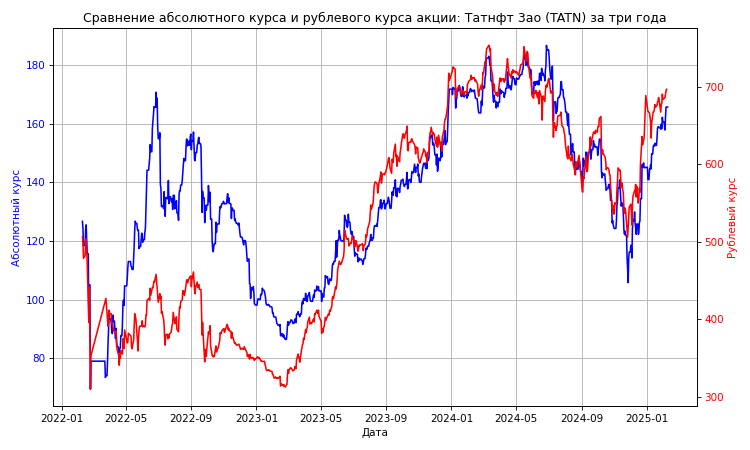 Сравнение абсолютного курса и рублевого курса акции: Татнфт 3ао (TATN) за три года
Абсолютный курс
180
160
140
120
100
80
700
600
500
400
300
Рублевый курс
2022-01 2022-05 2022-09 2023-01 2023-05 2023-09 2024-01 2024-05 2024-09 2025-01
Дата